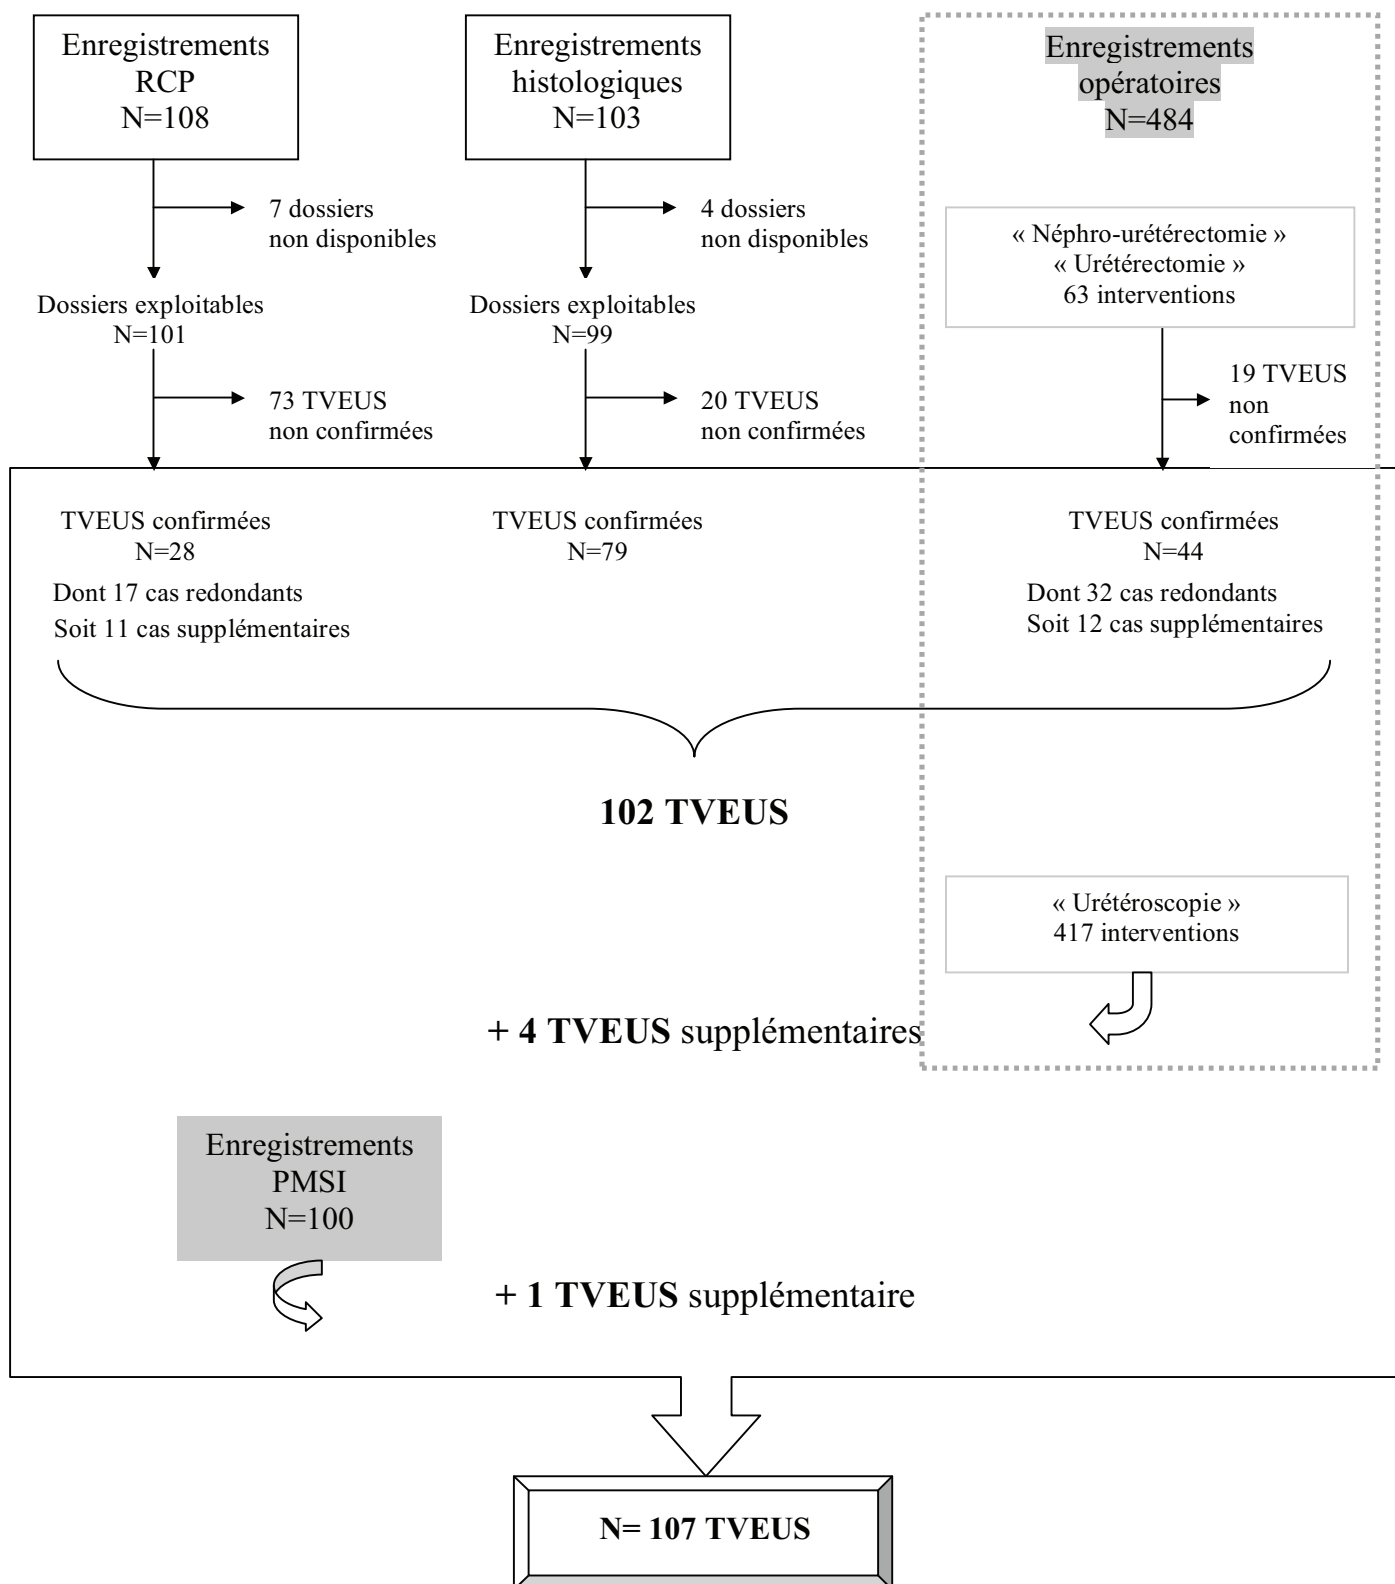 Enregistrements
RCP
N=108
Enregistrements
histologiques
N=103
Enregistrements
opératoires
N=484
7 dossiers
non disponibles
4 dossiers
non disponibles
« Néphro-urétérectomie »
« Urétérectomie »
63 interventions
Dossiers exploitables
N=101
Dossiers exploitables
N=99
73 TVEUS
non confirmées
20 TVEUS
non confirmées
19 TVEUS
non
confirmées
TVEUS confirmées
N=28
Dont 17 cas redondants
Soit 11 cas supplémentaires
TVEUS confirmées
N=79
TVEUS confirmées
N=44
Dont 32 cas redondants
Soit 12 cas supplémentaires
102 TVEUS
« Urétéroscopie »
417 interventions
+ 4 TVEUS supplémentaires
Enregistrements
PMSI
N=100
+ 1 TVEUS supplémentaire
N= 107 TVEUS